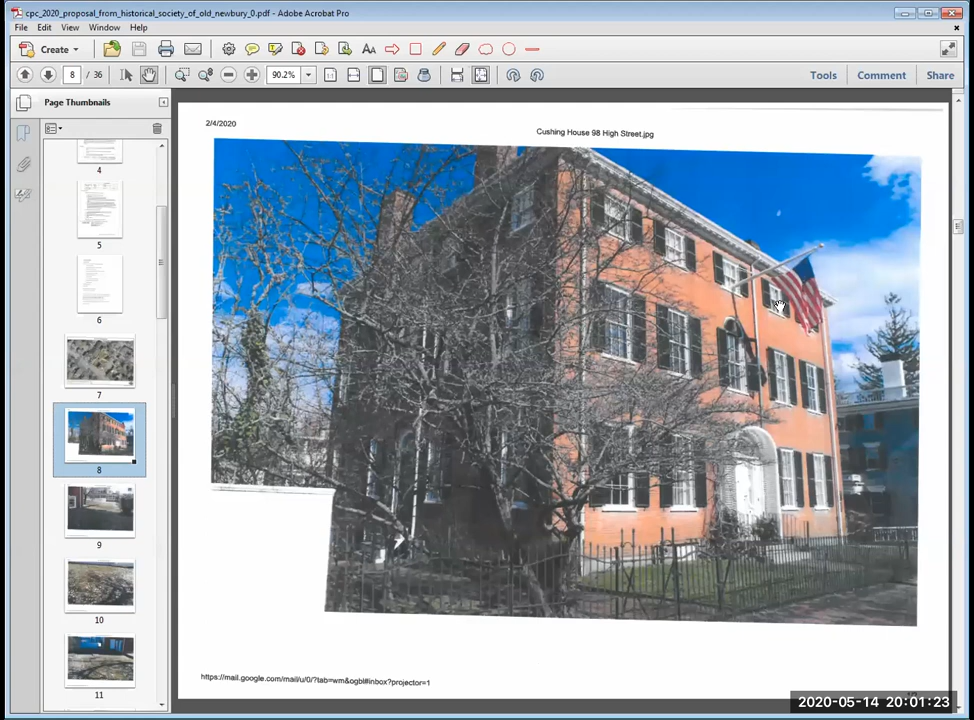 cpc_2020_proposal_from_historical_society_of_old_newbury_0.pdf - Adobe Acrobat Pro
File Edit View Window Help
Create
8 / 36 90.2% Tools Comment Share
Page Thumbnails
4
5
6
7
8
9
10
11
2/4/2020
Cushing House 98 High Street.jpg
https://mail.google.com/mail/u/0/?tab=wm&ogbl#inbox?projector=1
2020-05-14 20:01:23